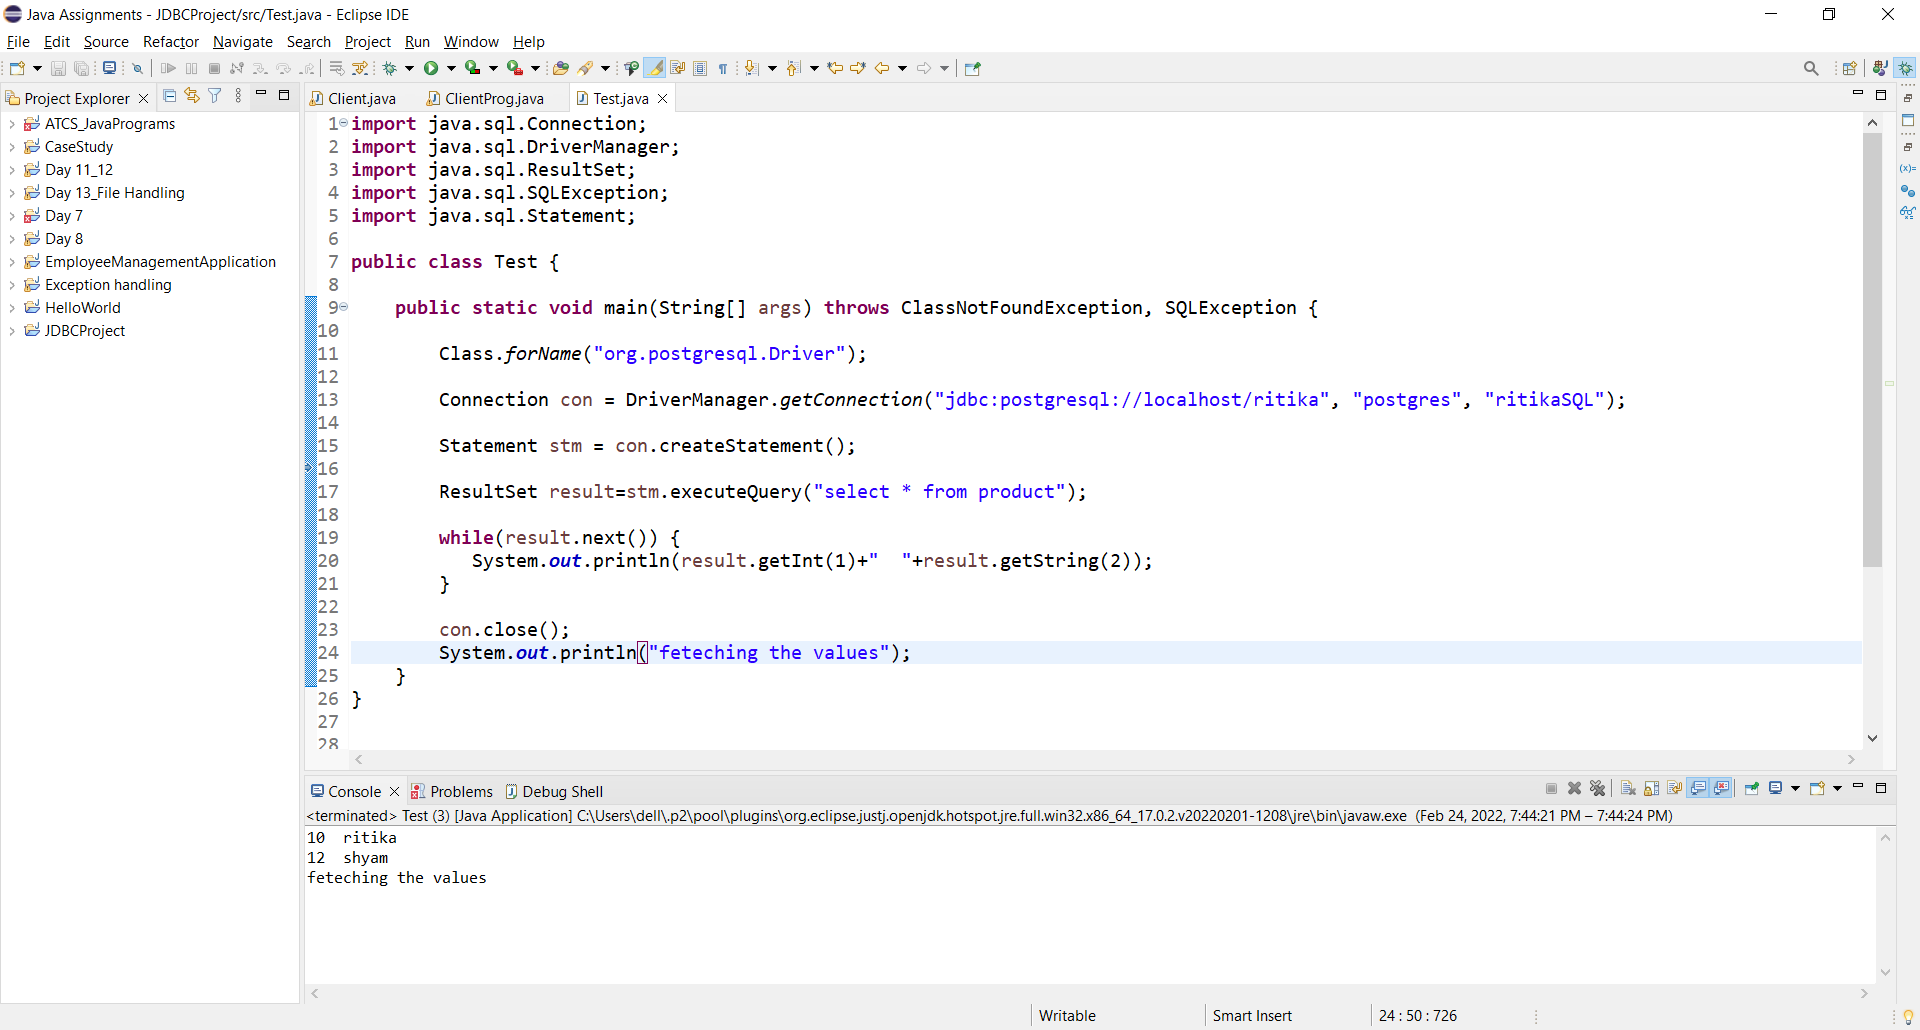 Java Assignments - JDBCProject/src/Test.java - Eclipse IDE
File Edit Source Refactor Navigate Search Project Run Window Help
Project Explorer
ATCS_JavaPrograms
CaseStudy
Day 11_12
Day 13_File Handling
Day 7
Day 8
EmployeeManagementApplication
Exception handling
HelloWorld
JDBCProject
Client.java ClientProg.java Test.java
1 import java.sql.Connection;
2 import java.sql.DriverManager;
3 import java.sql.ResultSet;
4 import java.sql.SQLException;
5 import java.sql.Statement;
6
7 public class Test {
8
9 public static void main(String[] args) throws ClassNotFoundException, SQLException {
10
11 Class.forName("org.postgresql.Driver");
12
13 Connection con = DriverManager.getConnection("jdbc:postgresql://localhost/ritika", "postgres", "ritikaSQL");
14
15 Statement stm = con.createStatement();
16
17 ResultSet result=stm.executeQuery("select * from product");
18
19 while(result.next()) {
20 System.out.println(result.getInt(1)+"  "+result.getString(2));
21 }
22
23 con.close();
24 System.out.println("feteching the values");
25 }
26 }
27
28
Console Problems Debug Shell
<terminated> Test (3) [Java Application] C:\Users\dell\.p2\pool\plugins\org.eclipse.justj.openjdk.hotspot.jre.full.win32.x86_64_17.0.2.v20220201-1208\jre\bin\javaw.exe (Feb 24, 2022, 7:44:21 PM – 7:44:24 PM)
10  ritika
12  shyam
feteching the values
Writable Smart Insert 24 : 50 : 726